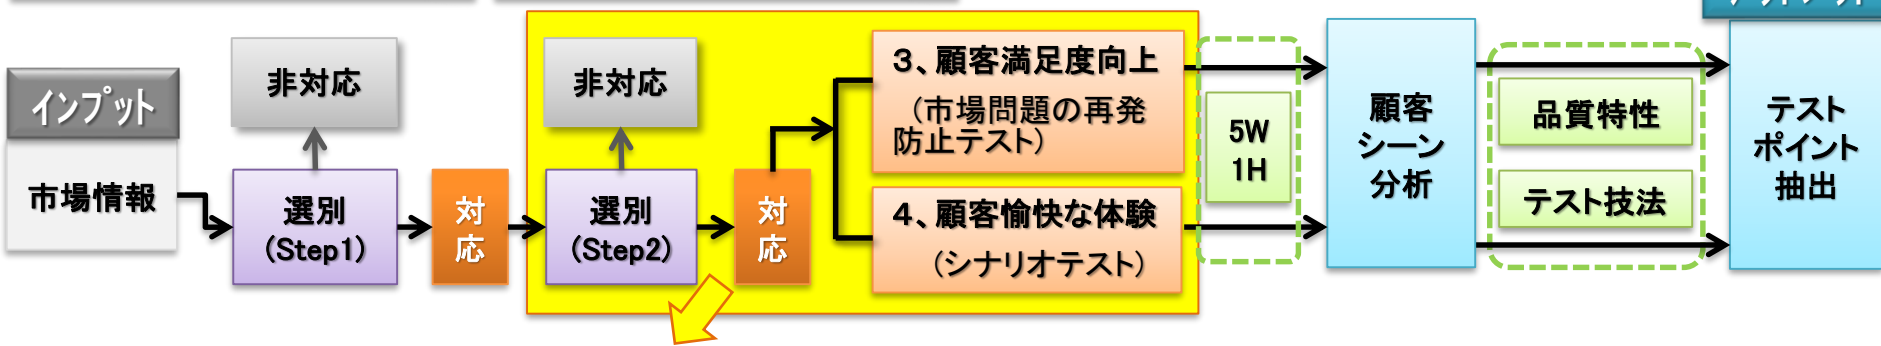 インプット
市場情報
非対応
選別
(Step1)
対
応
非対応
選別
(Step2)
対
応
3、顧客満足度向上
(市場問題の再発
防止テスト)
4、顧客愉快な体験
(シナリオテスト)
5W
1H
顧客
シーン
分析
品質特性
テスト技法
テスト
ポイント
抽出